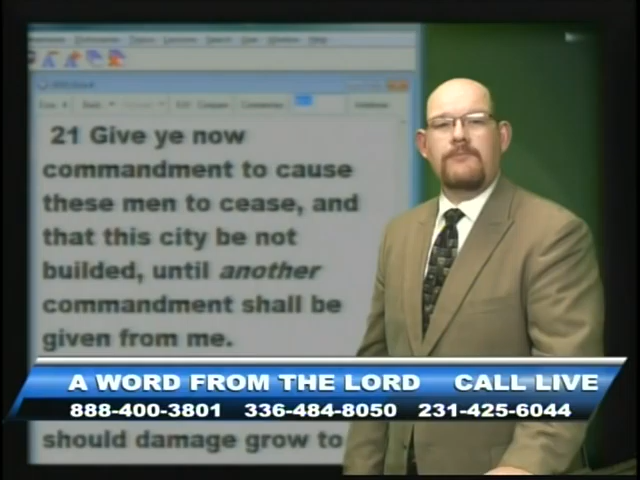 21 Give ye now
commandment to cause
these men to cease, and
that this city be not
builded, until another
commandment shall be
given from me.
A WORD FROM THE LORD CALL LIVE
888-400-3801 336-484-8050 231-425-6044
should damage grow to